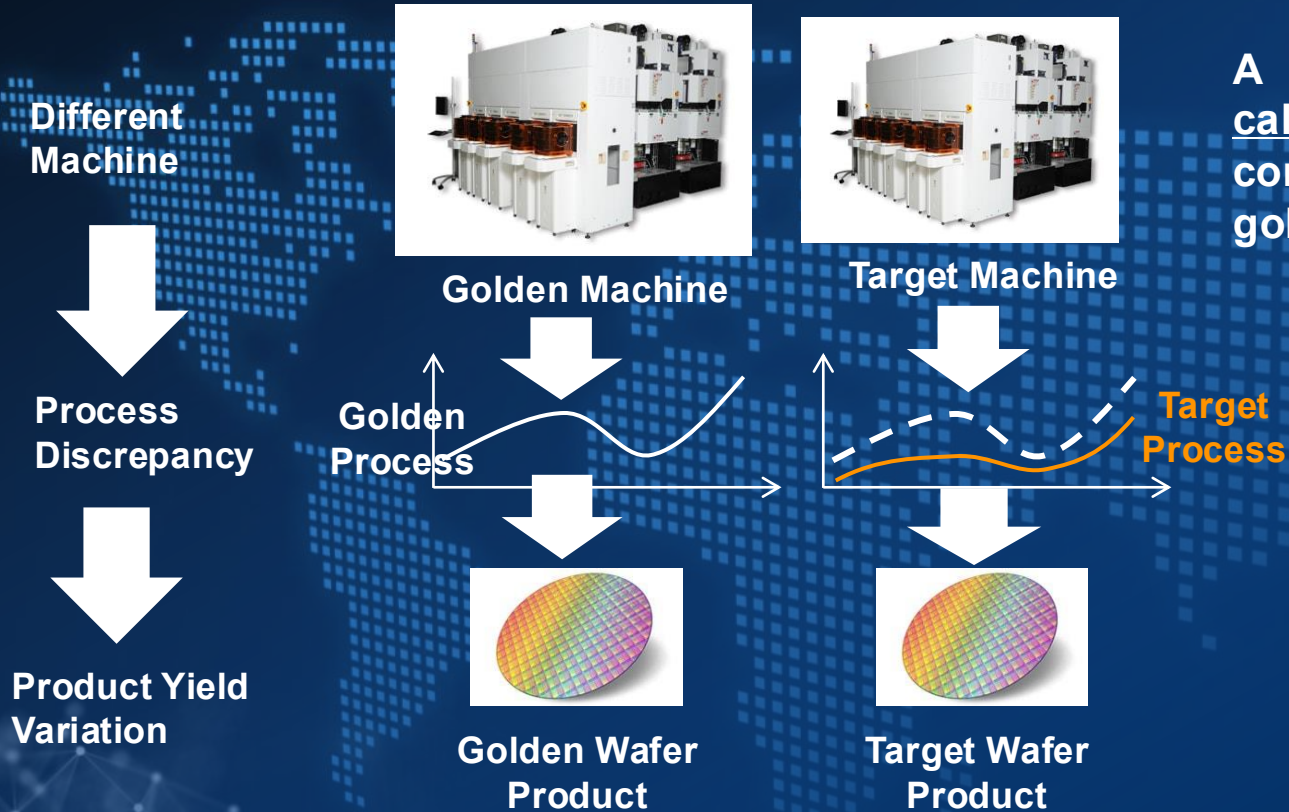 Different
Machine
Process
Discrepancy
Product Yield
Variation
Golden Machine
Golden
Process
Golden Wafer
Product
Target Machine
Target
Process
Target Wafer
Product
A